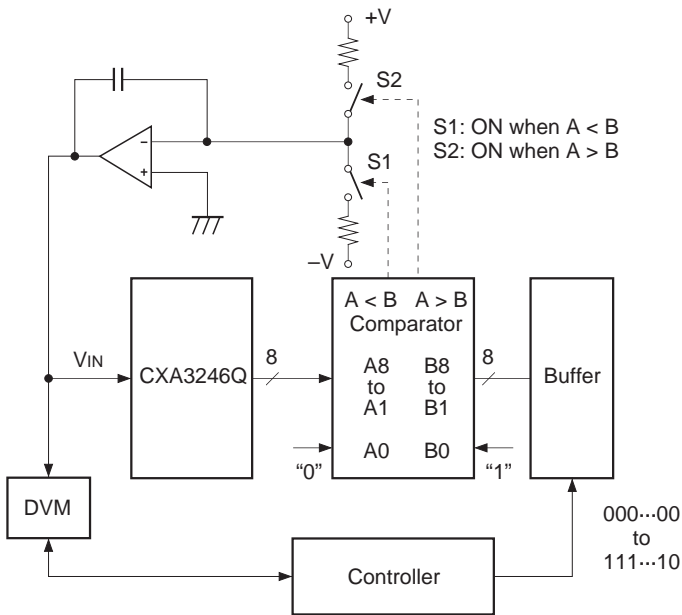 +V
S2
S1: ON when A < B
S2: ON when A > B
–
+
S1
–V
A < B A > B
Comparator
VIN
8
CXA3246Q
A8
to
A1
B8
to
B1
8
Buffer
A0
B0
“0”
“1”
DVM
000···00
to
111···10
Controller